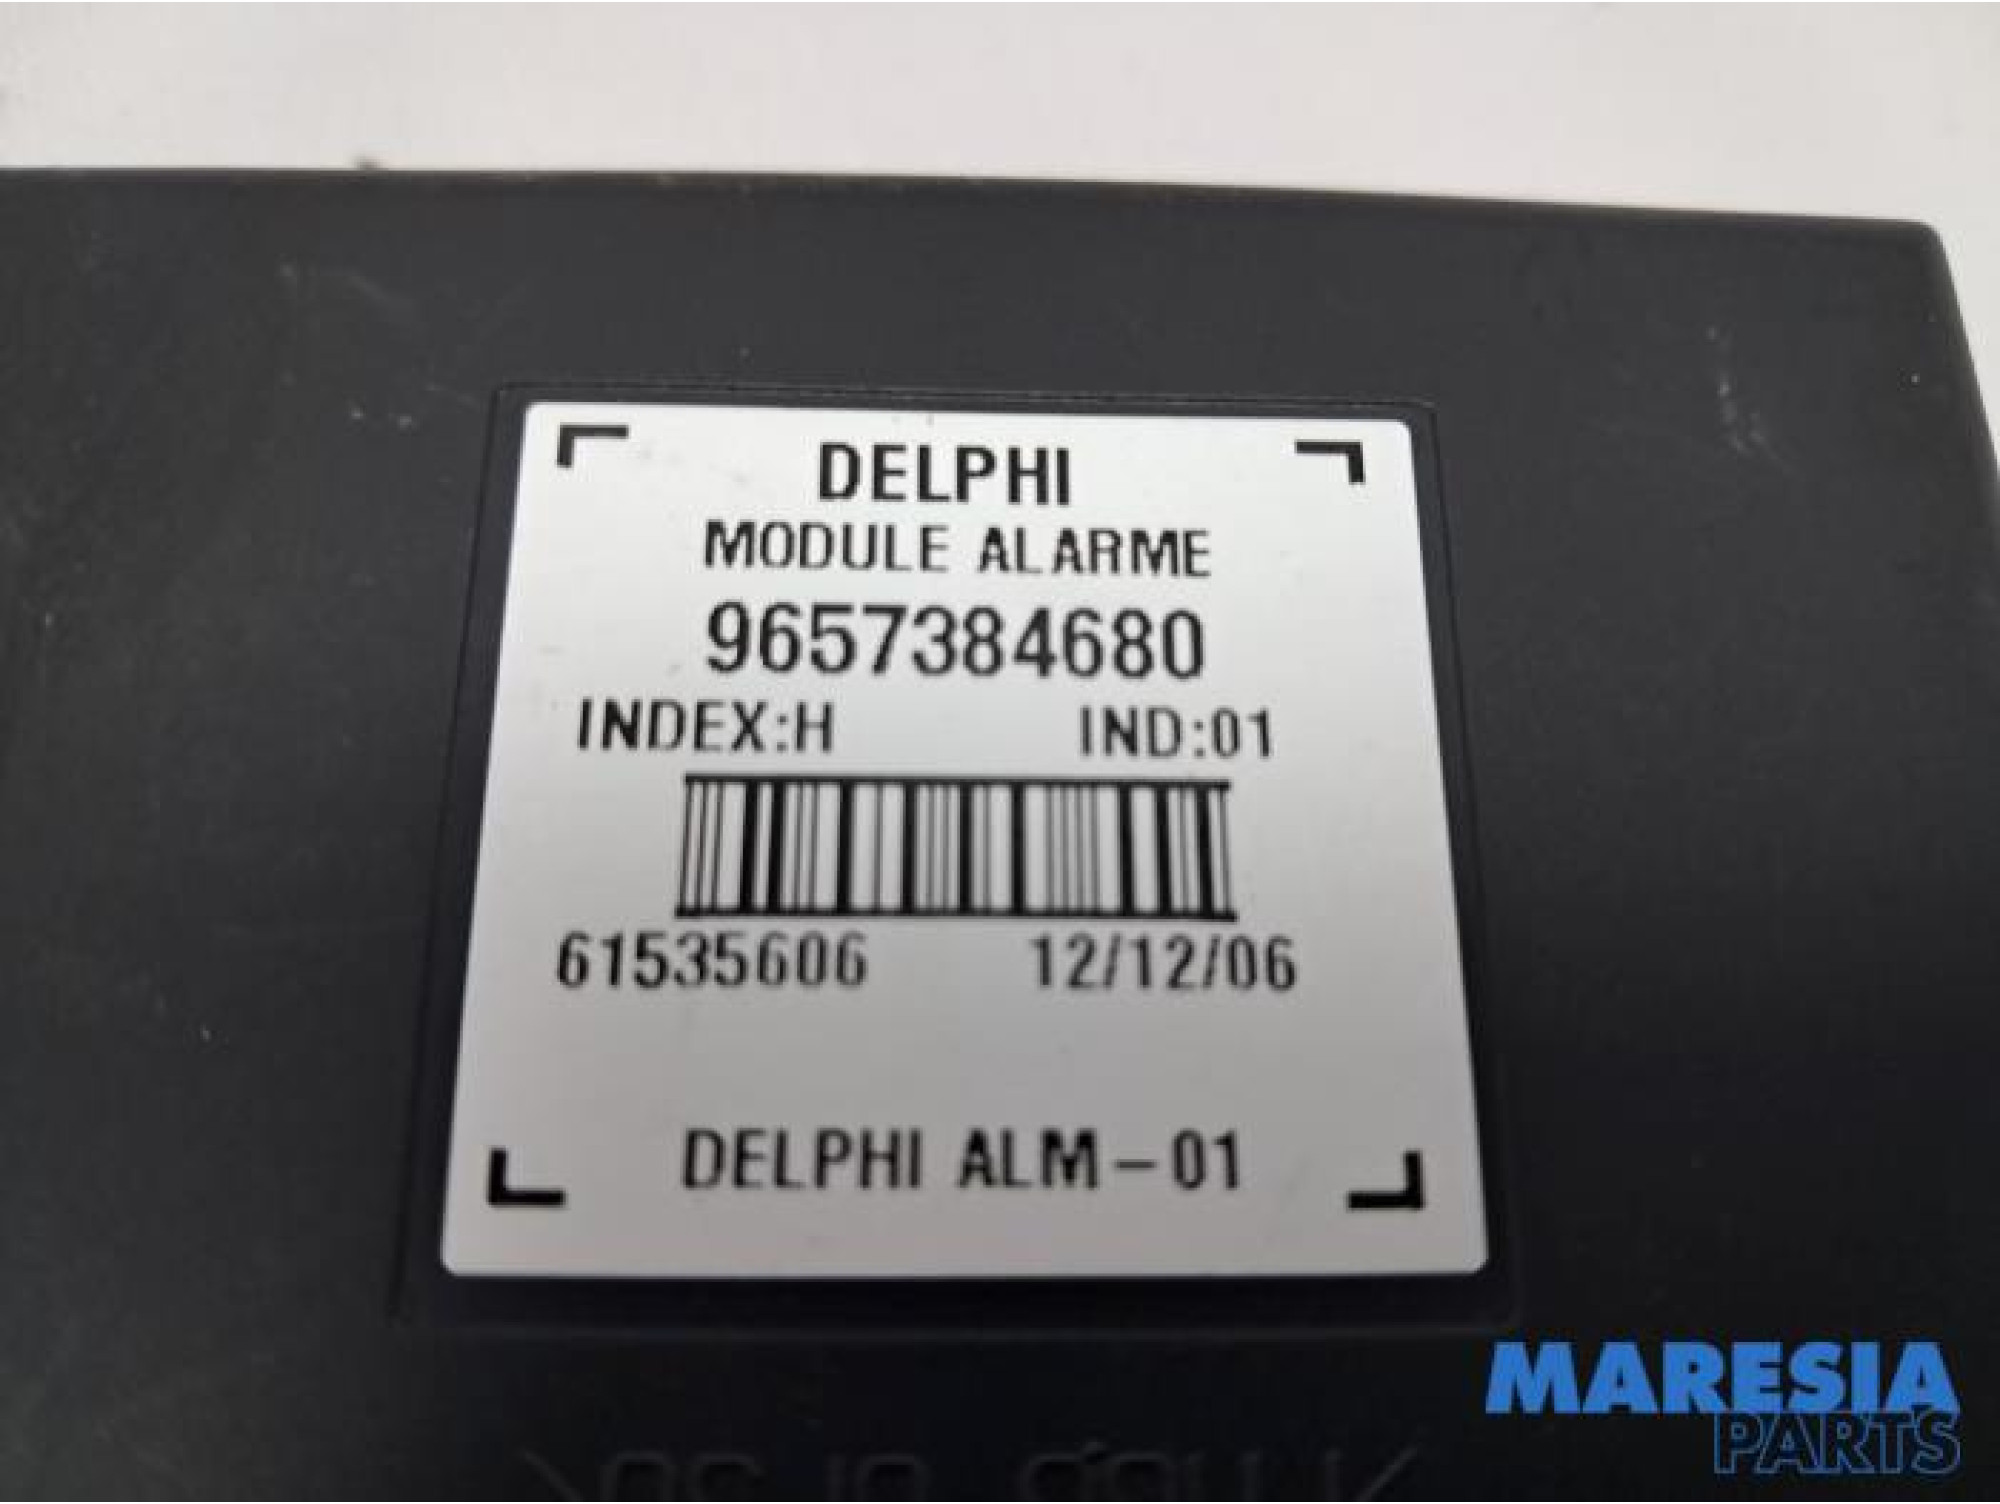 DELPHI
MODULE ALARME
9657384680
INDEX:H IND:01
61535606 12/12/06
DELPHI ALM-01
MARESIA
PARTS